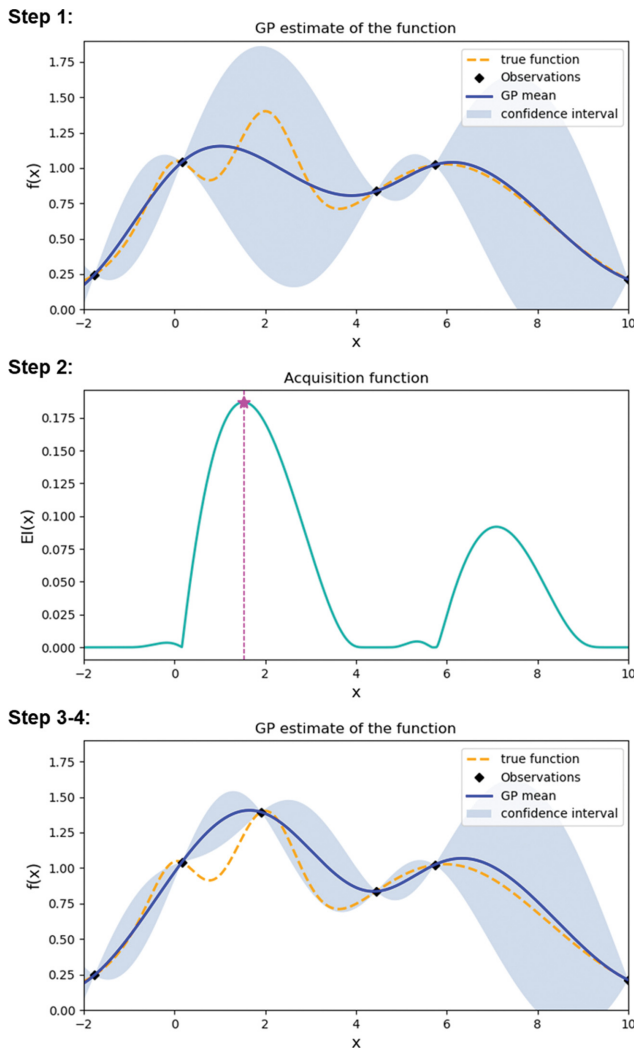 Step 1:
GP estimate of the function
1.75
1.50
1.25
1.00
0.75
0.50
0.25
0.00
f(x)
true function
Observations
GP mean
confidence interval
-2 0 2 4 6 8 10
x
Step 2:
Acquisition function
0.175
0.150
0.125
0.100
0.075
0.050
0.025
0.000
EI(x)
-2 0 2 4 6 8 10
x
Step 3-4:
GP estimate of the function
1.75
1.50
1.25
1.00
0.75
0.50
0.25
0.00
f(x)
true function
Observations
GP mean
confidence interval
-2 0 2 4 6 8 10
x